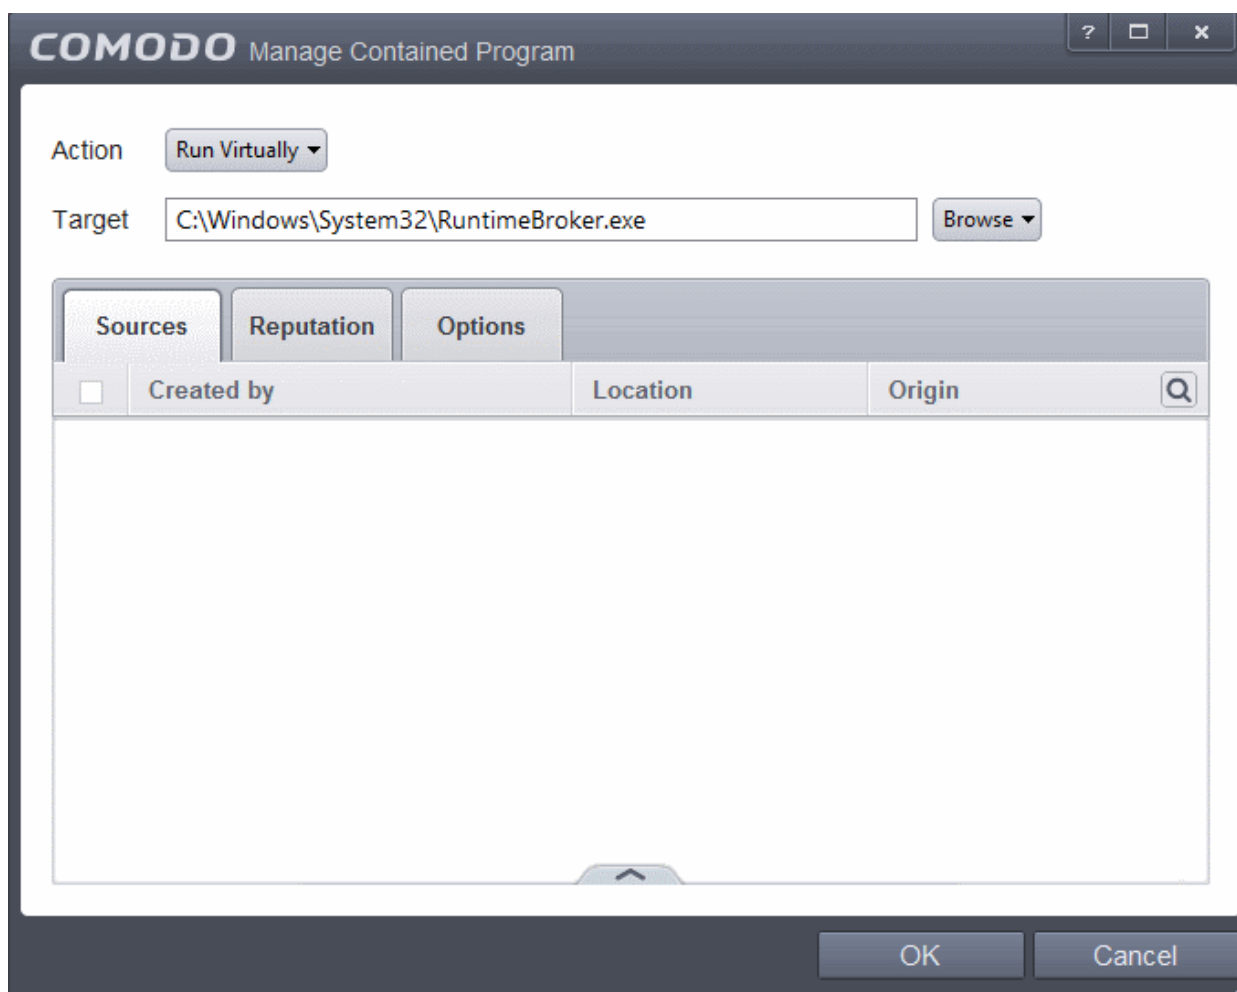 COMODO Manage Contained Program
?
Action Run Virtually
Target C:\Windows\System32\RuntimeBroker.exe Browse
Sources Reputation Options
Created by Location Origin
OK Cancel